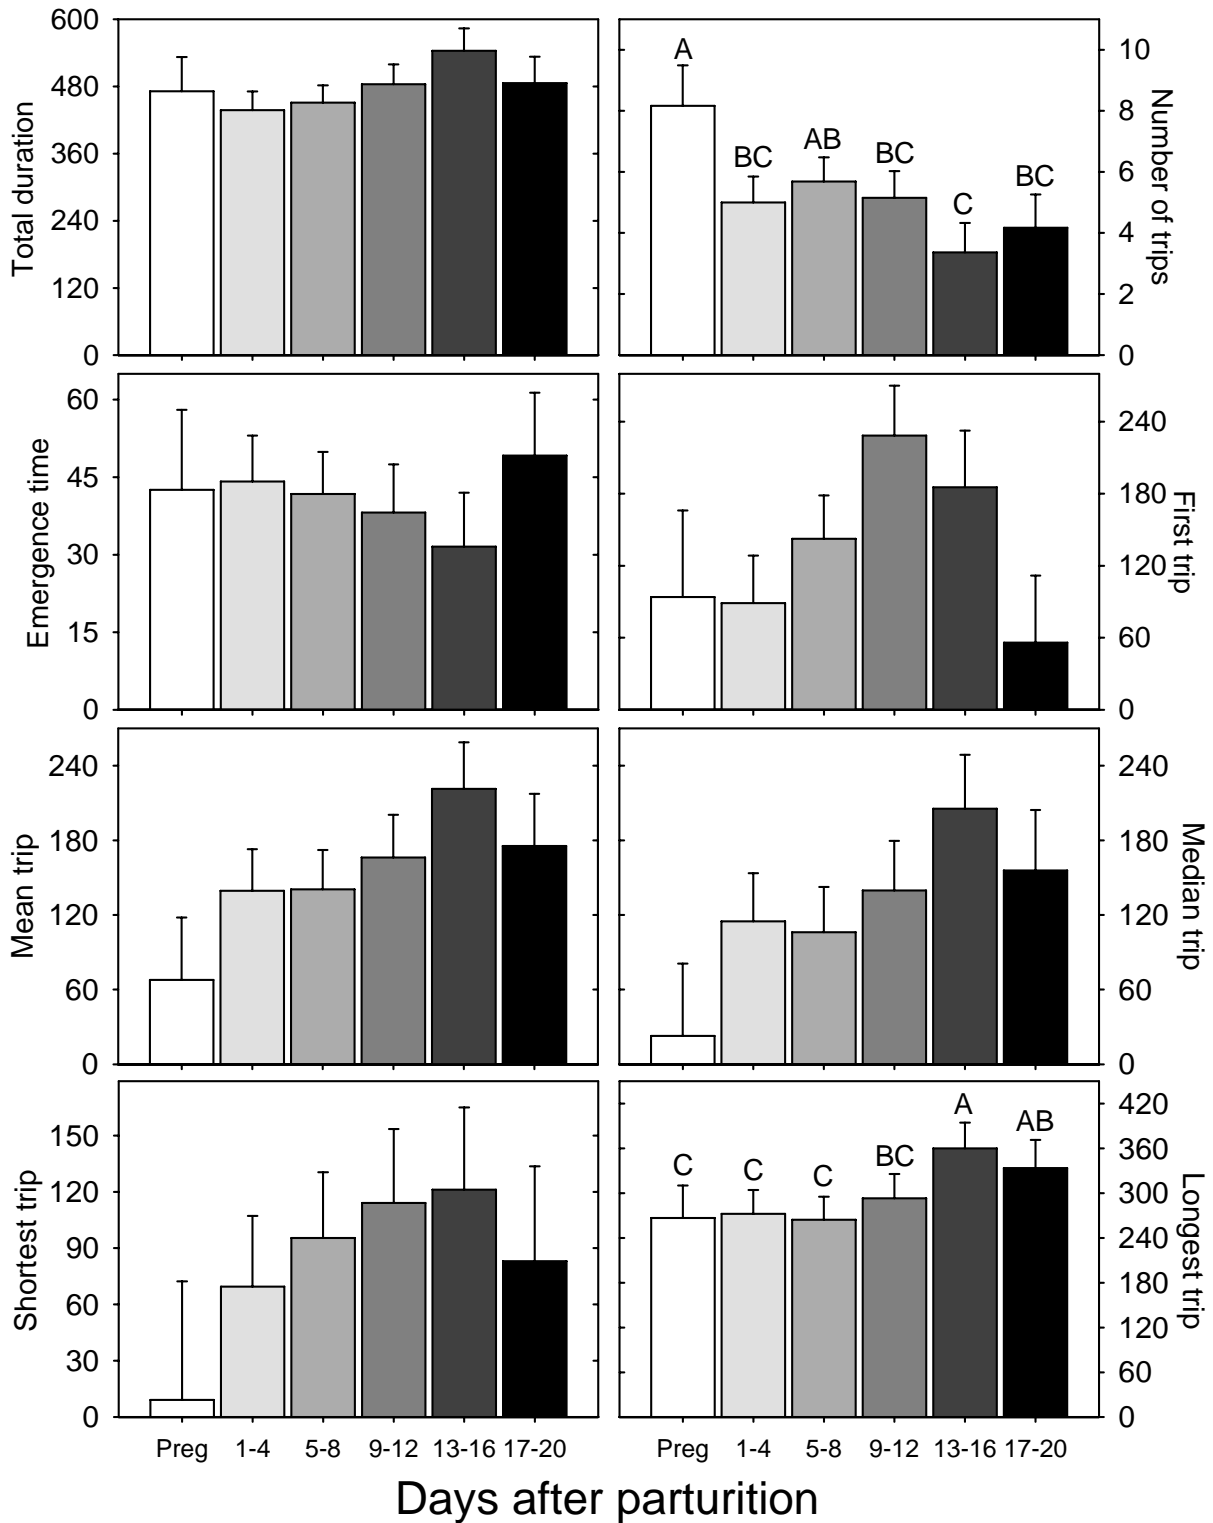 600
480
360
240
120
0
Total duration
A
BC
AB
BC
C
BC
10
8
6
4
2
0
Number of trips
60
45
30
15
0
Emergence time
240
180
120
60
0
First trip
240
180
120
60
0
Mean trip
240
180
120
60
0
Median trip
150
120
90
60
30
0
Shortest trip
C
C
C
BC
A
AB
420
360
300
240
180
120
60
0
Longest trip
Preg 1-4 5-8 9-12 13-16 17-20
Preg 1-4 5-8 9-12 13-16 17-20
Days after parturition